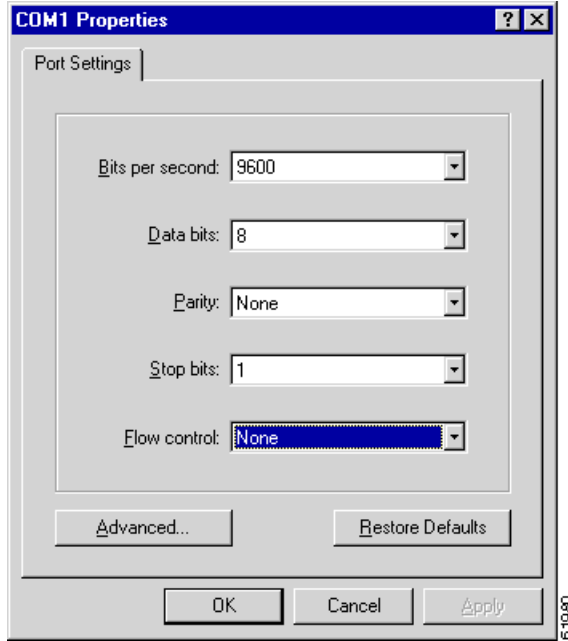 COM1 Properties
Port Settings
Bits per second: 9600
Data bits: 8
Parity: None
Stop bits: 1
Flow control: None
Advanced... Restore Defaults
OK Cancel Apply
61980